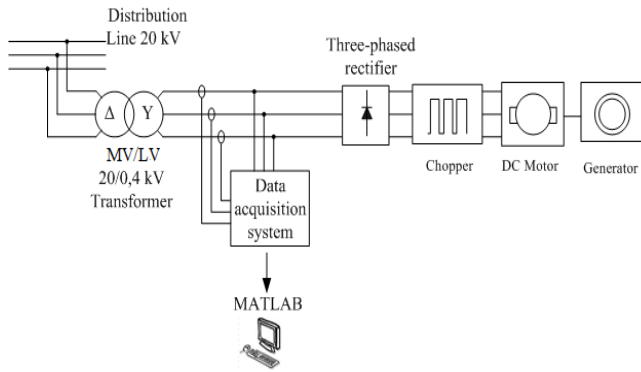 Distribution
Line 20 kV
Three-phased
rectifier
Δ
Y
MV/LV
20/0,4 kV
Transformer
Chopper
DC Motor
Generator
Data
acquisition
system
MATLAB